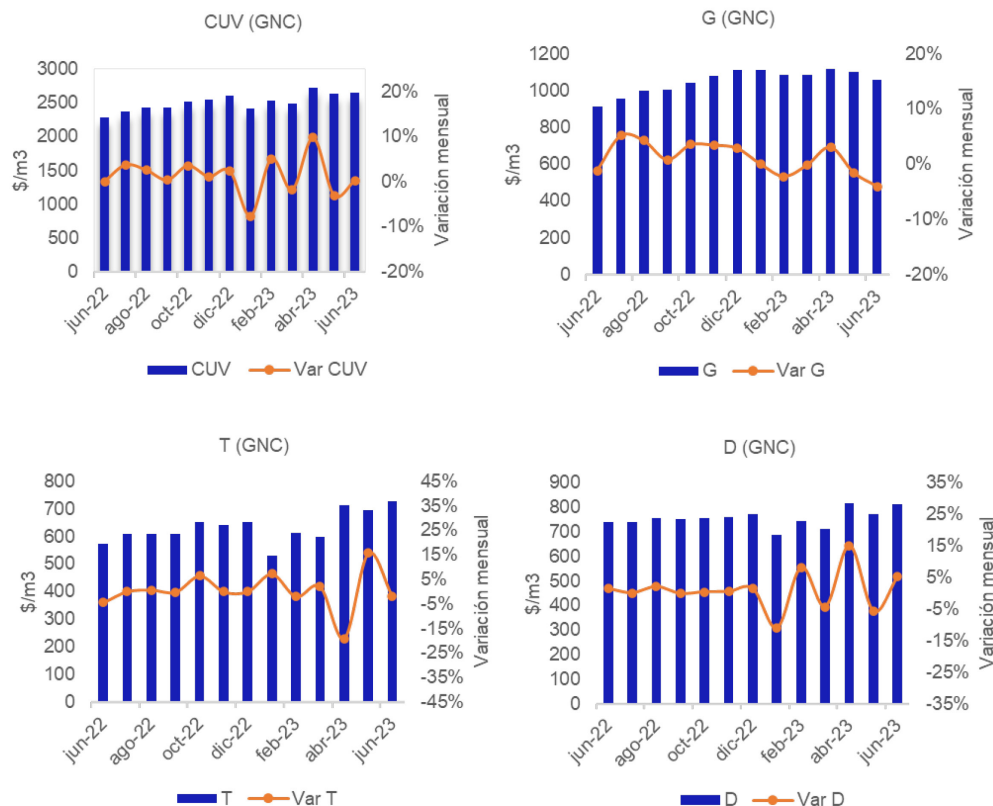 CUV (GNC)
3000
2500
2000
1500
1000
500
0
$/m3
20%
10%
0%
-10%
-20%
Variación mensual
jun-22
ago-22
oct-22
dic-22
feb-23
abr-23
jun-23
CUV Var CUV
G (GNC)
1200
1000
800
600
400
200
0
$/m3
20%
10%
0%
-10%
-20%
Variación mensual
jun-22
ago-22
oct-22
dic-22
feb-23
abr-23
jun-23
G Var G
T (GNC)
800
700
600
500
400
300
200
100
0
$/m3
45%
35%
25%
15%
5%
-5%
-15%
-25%
-35%
-45%
Variación mensual
jun-22
ago-22
oct-22
dic-22
feb-23
abr-23
jun-23
T Var T
D (GNC)
900
800
700
600
500
400
300
200
100
0
$/m3
35%
25%
15%
5%
-5%
-15%
-25%
-35%
Variación mensual
jun-22
ago-22
oct-22
dic-22
feb-23
abr-23
jun-23
D Var D